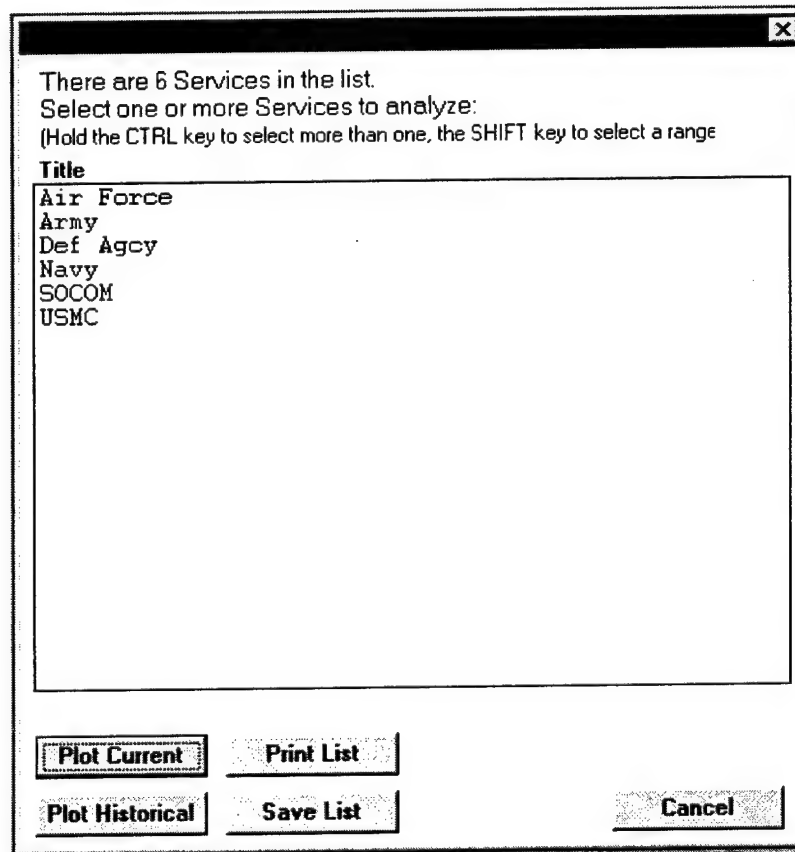 There are 6 Services in the list.
Select one or more Services to analyze:
(Hold the CTRL key to select more than one, the SHIFT key to select a range
Title
Air Force
Army
Def Agcy
Navy
SOCOM
USMC
Plot Current
Print List
Plot Historical
Save List
Cancel